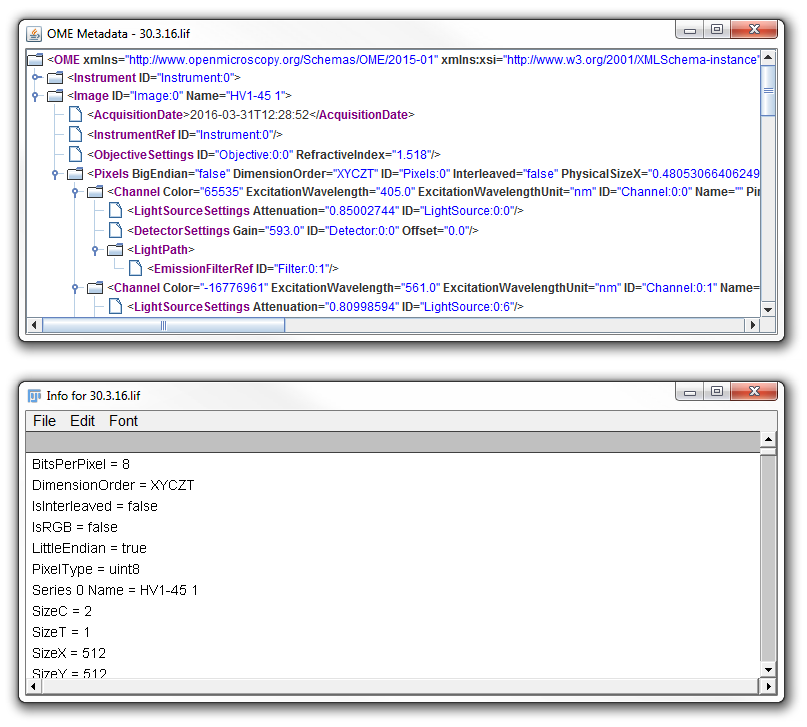 OME Metadata - 30.3.16.lif
<OME xmlns="http://www.openmicroscopy.org/Schemas/OME/2015-01" xmlns:xsi="http://www.w3.org/2001/XMLSchema-instance"
<Instrument ID="Instrument:0">
<Image ID="Image:0" Name="HV1-45 1">
<AcquisitionDate>2016-03-31T12:28:52</AcquisitionDate>
<InstrumentRef ID="Instrument:0"/>
<ObjectiveSettings ID="Objective:0:0" RefractiveIndex="1.518"/>
<Pixels BigEndian="false" DimensionOrder="XYCZT" ID="Pixels:0" Interleaved="false" PhysicalSizeX="0.48053066406249
<Channel Color="65535" ExcitationWavelength="405.0" ExcitationWavelengthUnit="nm" ID="Channel:0:0" Name="" Pi
<LightSourceSettings Attenuation="0.85002744" ID="LightSource:0:0"/>
<DetectorSettings Gain="593.0" ID="Detector:0:0" Offset="0.0"/>
<LightPath>
<EmissionFilterRef ID="Filter:0:1"/>
<Channel Color="-16776961" ExcitationWavelength="561.0" ExcitationWavelengthUnit="nm" ID="Channel:0:1" Name=
<LightSourceSettings Attenuation="0.80998594" ID="LightSource:0:6"/>
Info for 30.3.16.lif
File Edit Font
BitsPerPixel = 8
DimensionOrder = XYCZT
IsInterleaved = false
IsRGB = false
LittleEndian = true
PixelType = uint8
Series 0 Name = HV1-45 1
SizeC = 2
SizeT = 1
SizeX = 512
SizeY = 512